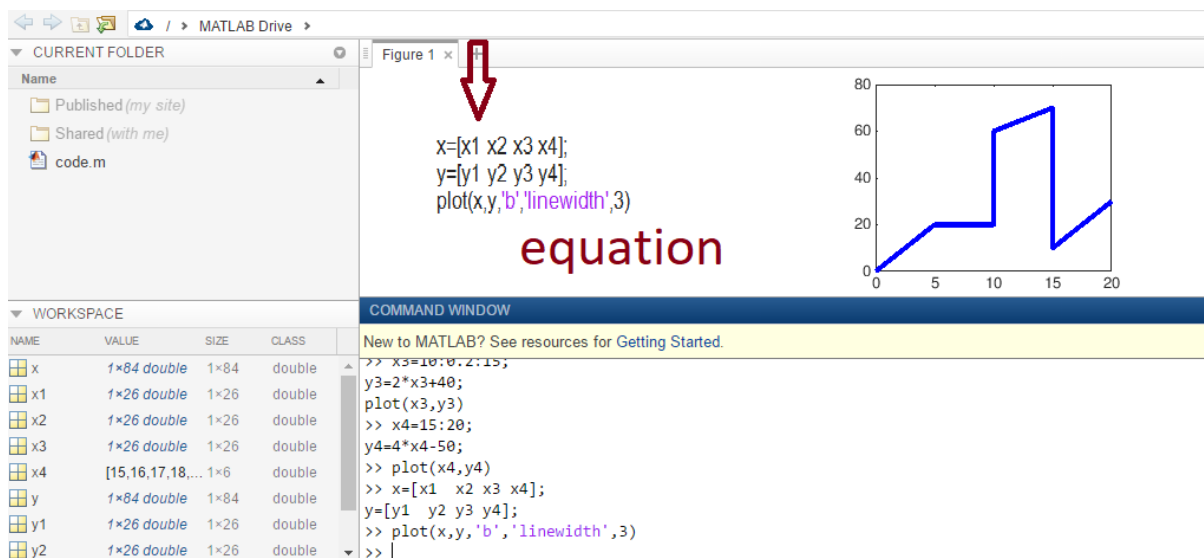 / > MATLAB Drive >
CURRENT FOLDER
Name
Published (my site)
Shared (with me)
code.m
Figure 1 × +
x=[x1 x2 x3 x4];
y=[y1 y2 y3 y4];
plot(x,y,'b','linewidth',3)
equation
80
60
40
20
0
0 5 10 15 20
WORKSPACE
NAME VALUE SIZE CLASS
x 1×84 double 1×84 double
x1 1×26 double 1×26 double
x2 1×26 double 1×26 double
x3 1×26 double 1×26 double
x4 [15,16,17,18,... 1×6 double
y 1×84 double 1×84 double
y1 1×26 double 1×26 double
y2 1×26 double 1×26 double
COMMAND WINDOW
New to MATLAB? See resources for Getting Started.
>> x3=10:0.2:15;
y3=2*x3+40;
plot(x3,y3)
>> x4=15:20;
y4=4*x4-50;
>> plot(x4,y4)
>> x=[x1  x2 x3 x4];
y=[y1  y2 y3 y4];
>> plot(x,y,'b','linewidth',3)
>>